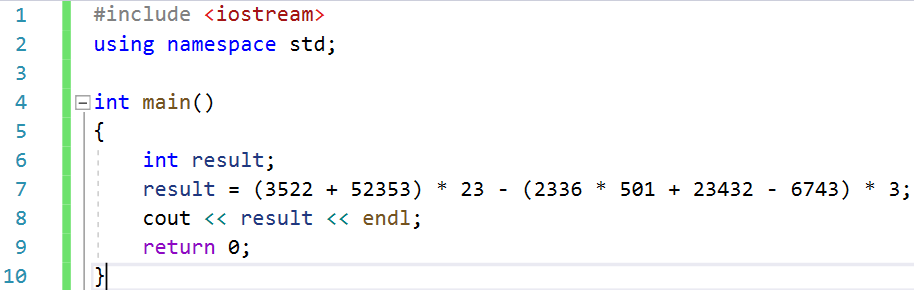 1 #include <iostream>
2 using namespace std;
3
4 int main()
5 {
6     int result;
7     result = (3522 + 52353) * 23 - (2336 * 501 + 23432 - 6743) * 3;
8     cout << result << endl;
9     return 0;
10 }